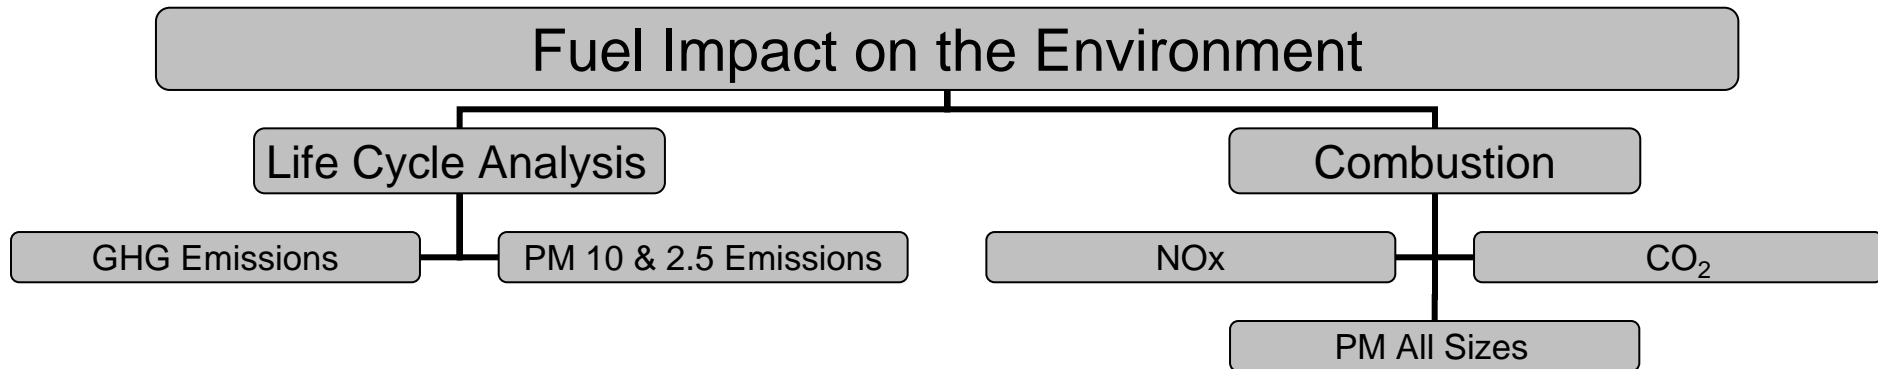 Fuel Impact on the Environment
Life Cycle Analysis
Combustion
GHG Emissions
PM 10 & 2.5 Emissions
NOx
CO₂
PM All Sizes